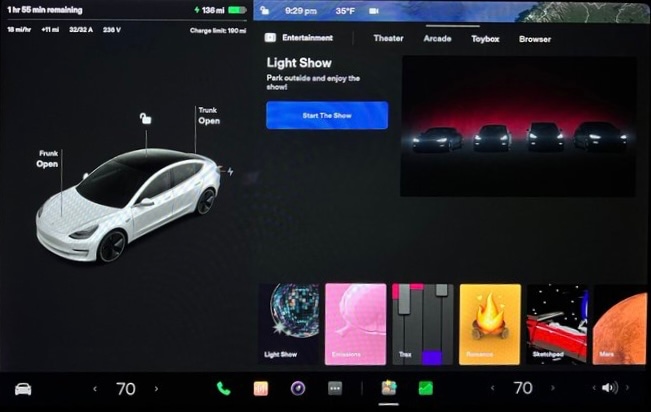 1 hr 55 min remaining
138 mi
18 mi/hr +11 mi 32/32 A 236 V
Charge limit: 190 mi
Trunk
Open
Frunk
Open
9:29 pm 35°F
Entertainment Theater Arcade Toybox Browser
Light Show
Park outside and enjoy the
show!
Start The Show
Light Show
Emissions
Trax
Romance
Sketchpad
Mars
70
70